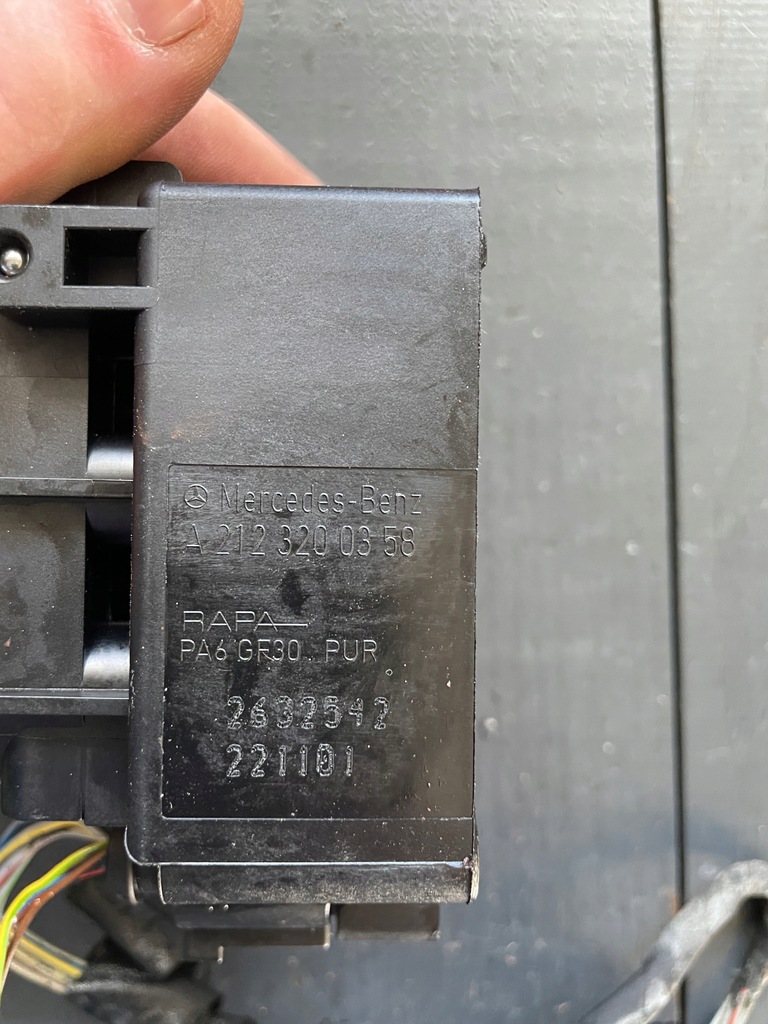 Mercedes-Benz
A 212 320 03 58
RAPA
PA6 GF30 PUR
2632542
221101